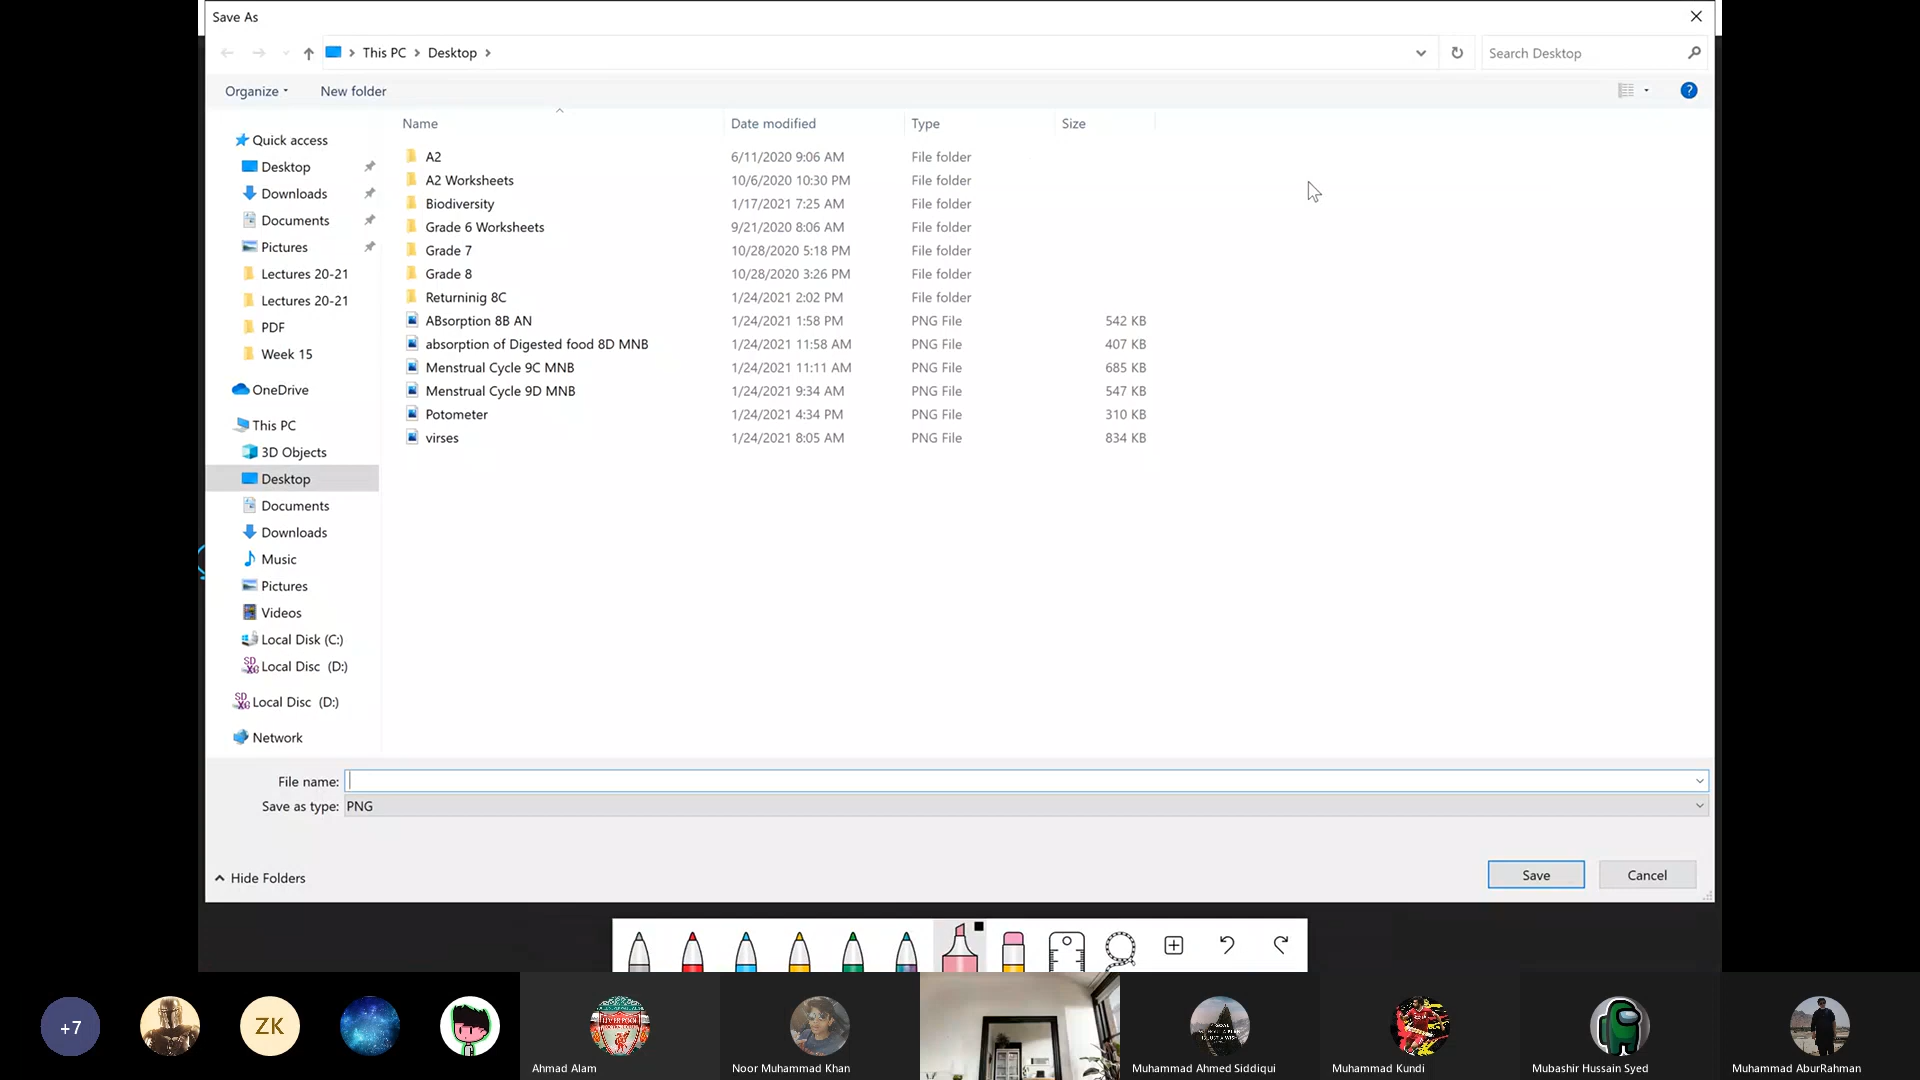 Save As
This PC
Desktop
Search Desktop
Organize
New folder
?
Name
Date modified
Type
Size
Quick access
Desktop
Downloads
Documents
Pictures
Lectures 20-21
Lectures 20-21
PDF
Week 15
OneDrive
This PC
3D Objects
Desktop
Documents
Downloads
Music
Pictures
Videos
Local Disk (C:)
Local Disc (D:)
Local Disc (D:)
Network
A2 6/11/2020 9:06 AM File folder
A2 Worksheets 10/6/2020 10:30 PM File folder
Biodiversity 1/17/2021 7:25 AM File folder
Grade 6 Worksheets 9/21/2020 8:06 AM File folder
Grade 7 10/28/2020 5:18 PM File folder
Grade 8 10/28/2020 3:26 PM File folder
Returninig 8C 1/24/2021 2:02 PM File folder
ABsorption 8B AN 1/24/2021 1:58 PM PNG File 542 KB
absorption of Digested food 8D MNB 1/24/2021 11:58 AM PNG File 407 KB
Menstrual Cycle 9C MNB 1/24/2021 11:11 AM PNG File 685 KB
Menstrual Cycle 9D MNB 1/24/2021 9:34 AM PNG File 547 KB
Potometer 1/24/2021 4:34 PM PNG File 310 KB
virses 1/24/2021 8:05 AM PNG File 834 KB
File name:
Save as type: PNG
Hide Folders
Save
Cancel
+7
ZK
Ahmad Alam
Noor Muhammad Khan
Muhammad Ahmed Siddiqui
Muhammad Kundi
Mubashir Hussain Syed
Muhammad AburRahman